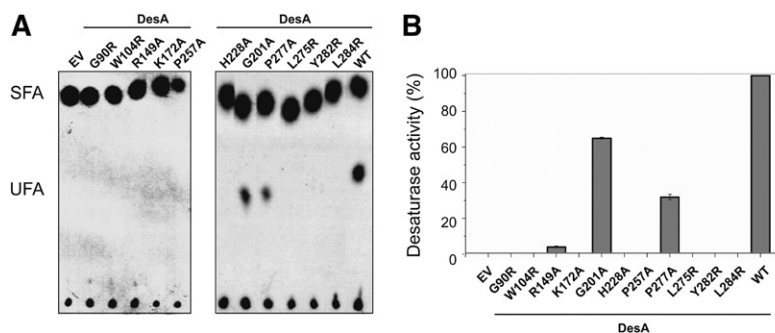 A
DesA
DesA
EV G90R W104R R149A K172A P257A
H228A G201A P277A L275R Y282R L284R WT
SFA
UFA
B
Desaturase activity (%)
100
80
60
40
20
0
EV G90R W104R R149A K172A G201A H228A P257A P277A L275R Y282R L284R WT
DesA